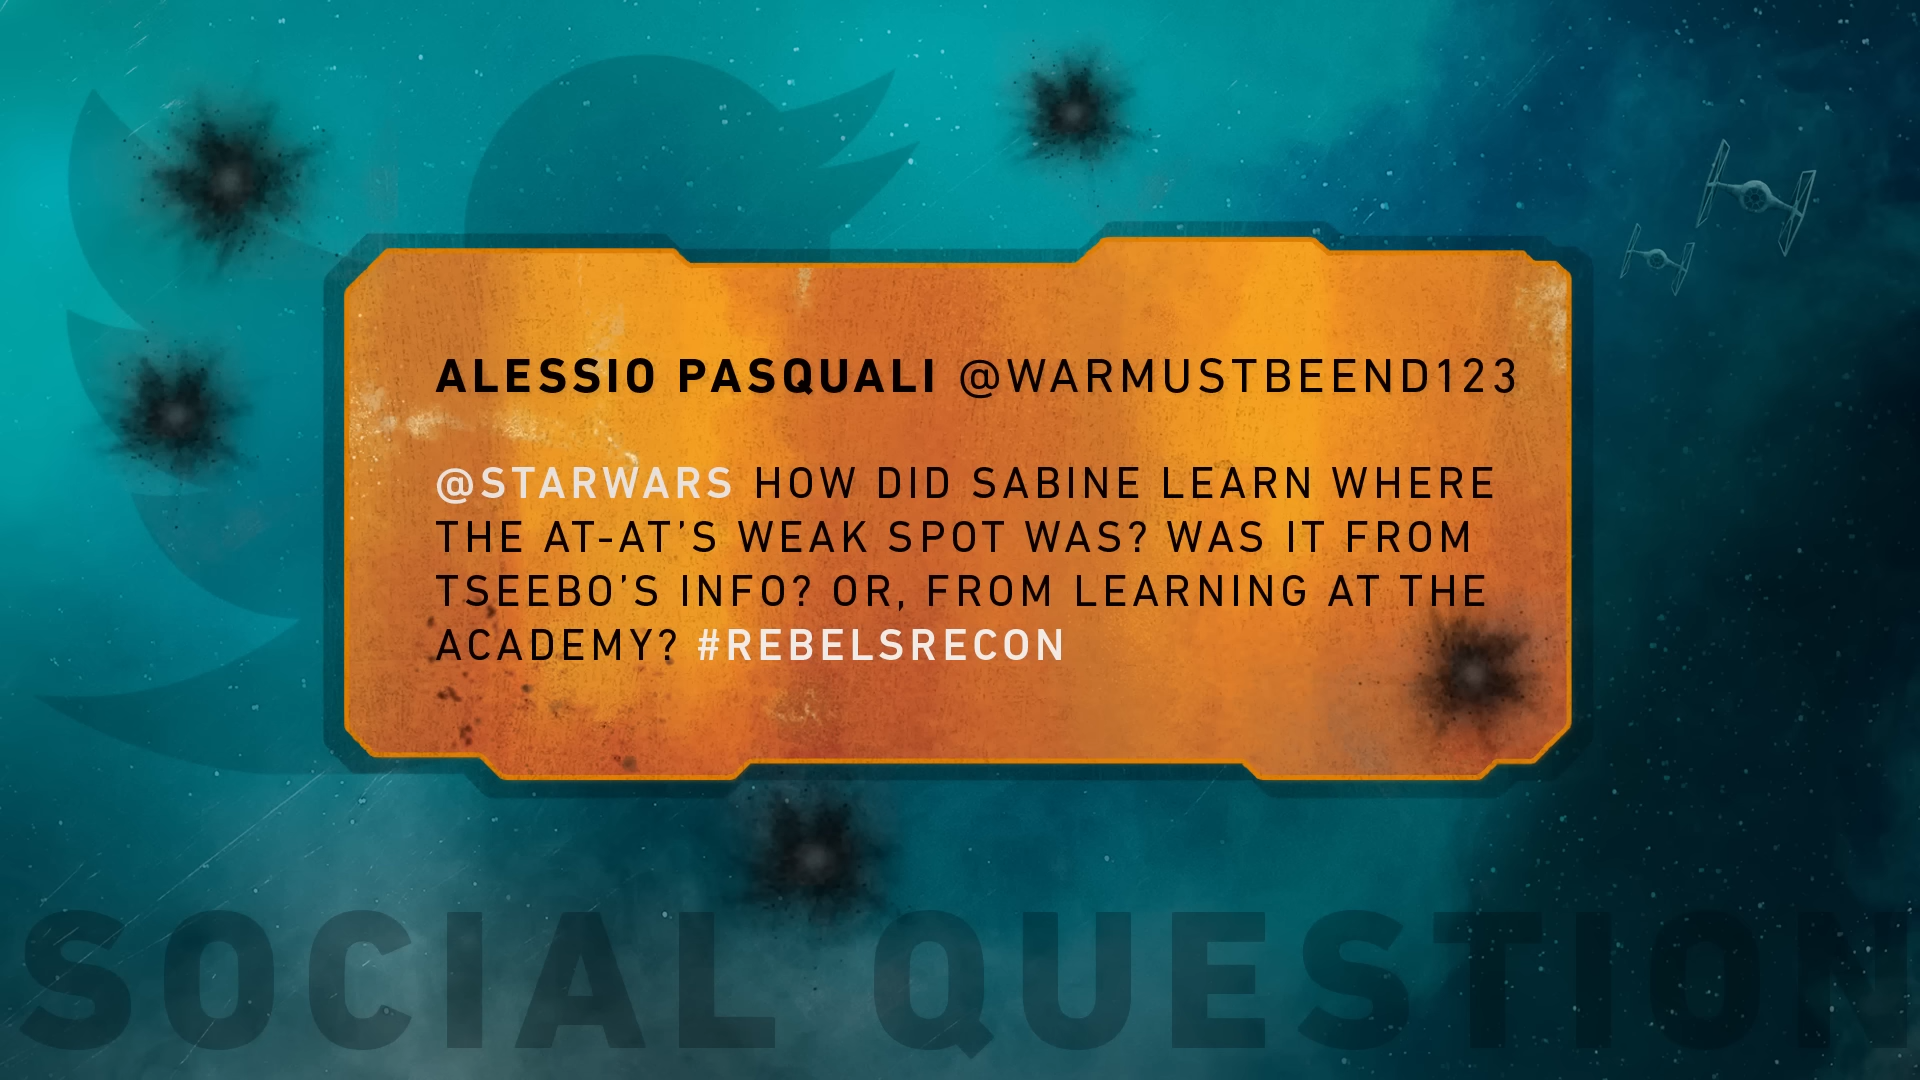 ALESSIO PASQUALI @WARMUSTBEEND123
@STARWARS HOW DID SABINE LEARN WHERE
THE AT-AT’S WEAK SPOT WAS? WAS IT FROM
TSEEBO’S INFO? OR, FROM LEARNING AT THE
ACADEMY? #REBELSRECON
SOCIAL QUESTION